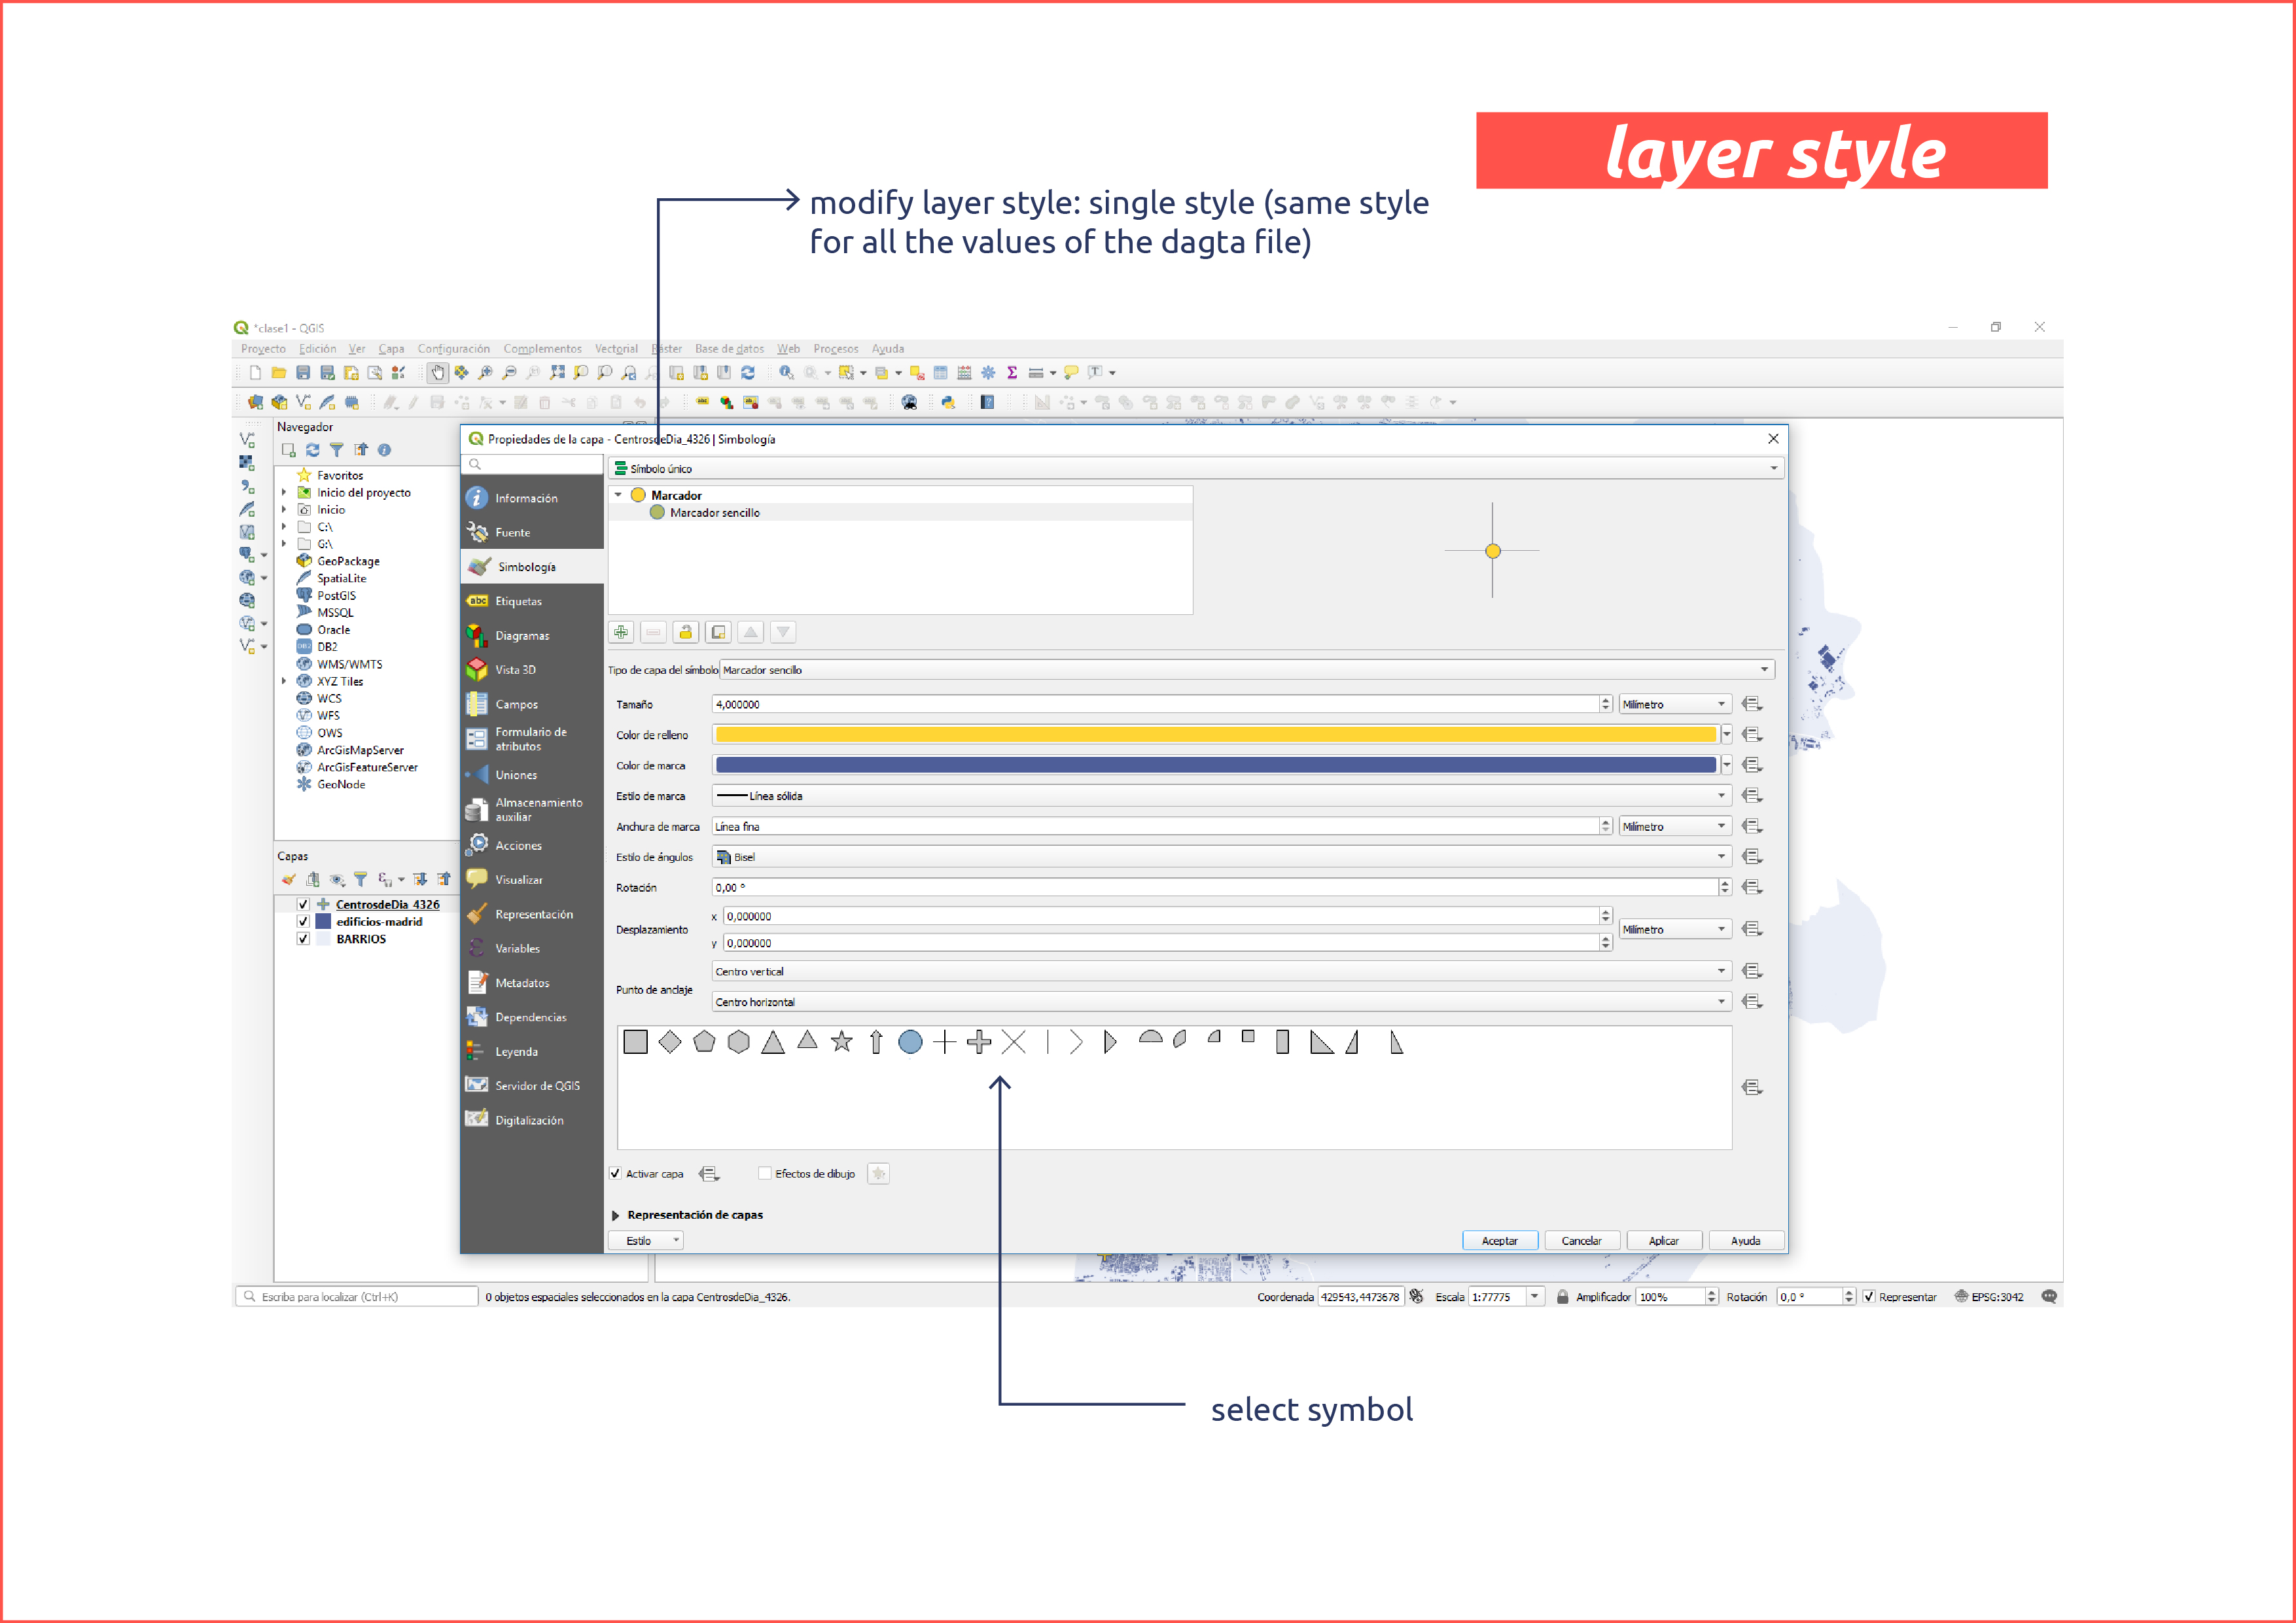 layer style
modify layer style: single style (same style
for all the values of the dagta file)
*clase1 - QGIS
Proyecto Edición Ver Capa Configuración Complementos Vectorial Ráster Base de datos Web Procesos Ayuda
Navegador
Favoritos
Inicio del proyecto
Inicio
C:\
G:\
GeoPackage
SpatiaLite
PostGIS
MSSQL
Oracle
DB2
WMS/WMTS
XYZ Tiles
WCS
WFS
OWS
ArcGisMapServer
ArcGisFeatureServer
GeoNode
Capas
CentrosdeDia_4326
edificios-madrid
BARRIOS
Propiedades de la capa - CentrosdeDia_4326 | Simbología
Información
Fuente
Simbología
abc Etiquetas
Diagramas
Vista 3D
Campos
Formulario de
atributos
Uniones
Almacenamiento
auxiliar
Acciones
Visualizar
Representación
Variables
Metadatos
Dependencias
Leyenda
Servidor de QGIS
Digitalización
Símbolo único
Marcador
Marcador sencillo
Tipo de capa del símbolo Marcador sencillo
Tamaño 4,000000 Milímetro
Color de relleno
Color de marca
Estilo de marca Línea sólida
Anchura de marca Línea fina Milímetro
Estilo de ángulos Bisel
Rotación 0,00 °
Desplazamiento x 0,000000 Milímetro
y 0,000000
Punto de anclaje Centro vertical
Centro horizontal
Activar capa Efectos de dibujo
Representación de capas
Estilo Aceptar Cancelar Aplicar Ayuda
Escriba para localizar (Ctrl+K) 0 objetos espaciales seleccionados en la capa CentrosdeDia_4326. Coordenada 429543,4473678 Escala 1:77775 Amplificador 100% Rotación 0,0 ° Representar EPSG:3042
select symbol